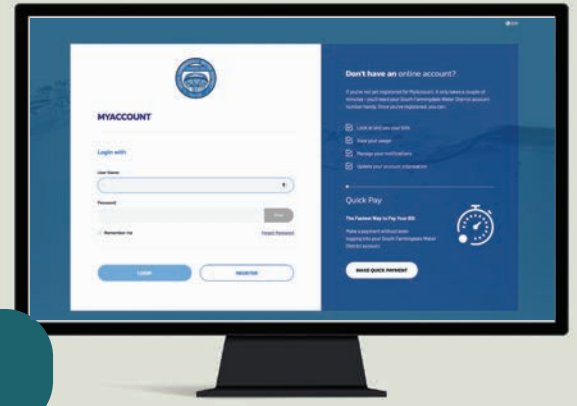 MYACCOUNT
Login with
User Name
Password
Remember me
Forgot Password
LOGIN
REGISTER
Don't have an online account?
If you're not yet registered for MyAccount, it only takes a couple of
minutes - you'll need your South Farmingdale Water District account
number handy. Once you've registered, you can:
Look at and pay your bills
View your usage
Manage your notifications
Update your account information
Quick Pay
The Fastest Way to Pay Your Bill
Make a payment without even
logging into your South Farmingdale Water
District account
MAKE QUICK PAYMENT